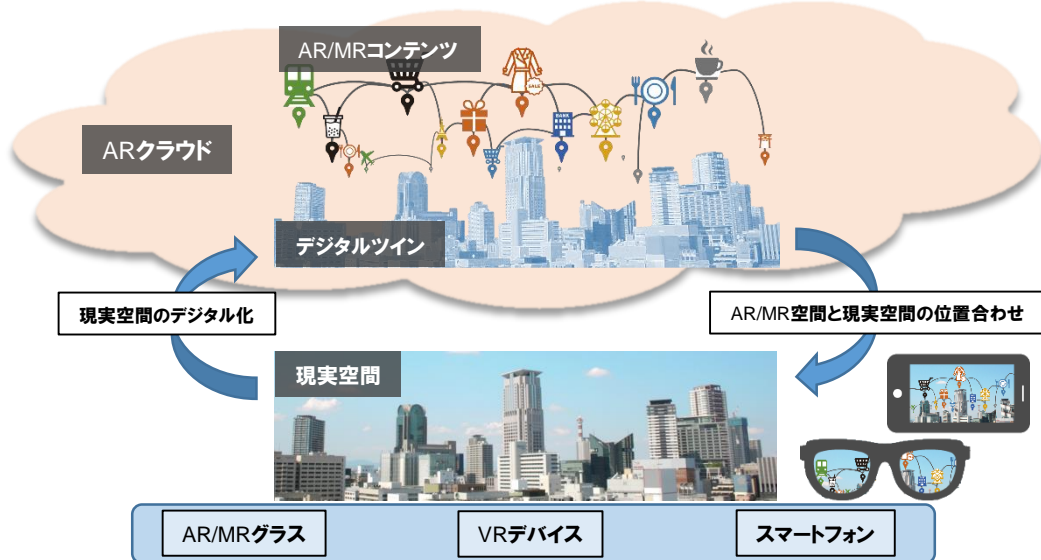 AR/MRコンテンツ
SALE
BANK
ARクラウド
デジタルツイン
現実空間のデジタル化
AR/MR空間と現実空間の位置合わせ
現実空間
AR/MRグラス
VRデバイス
スマートフォン